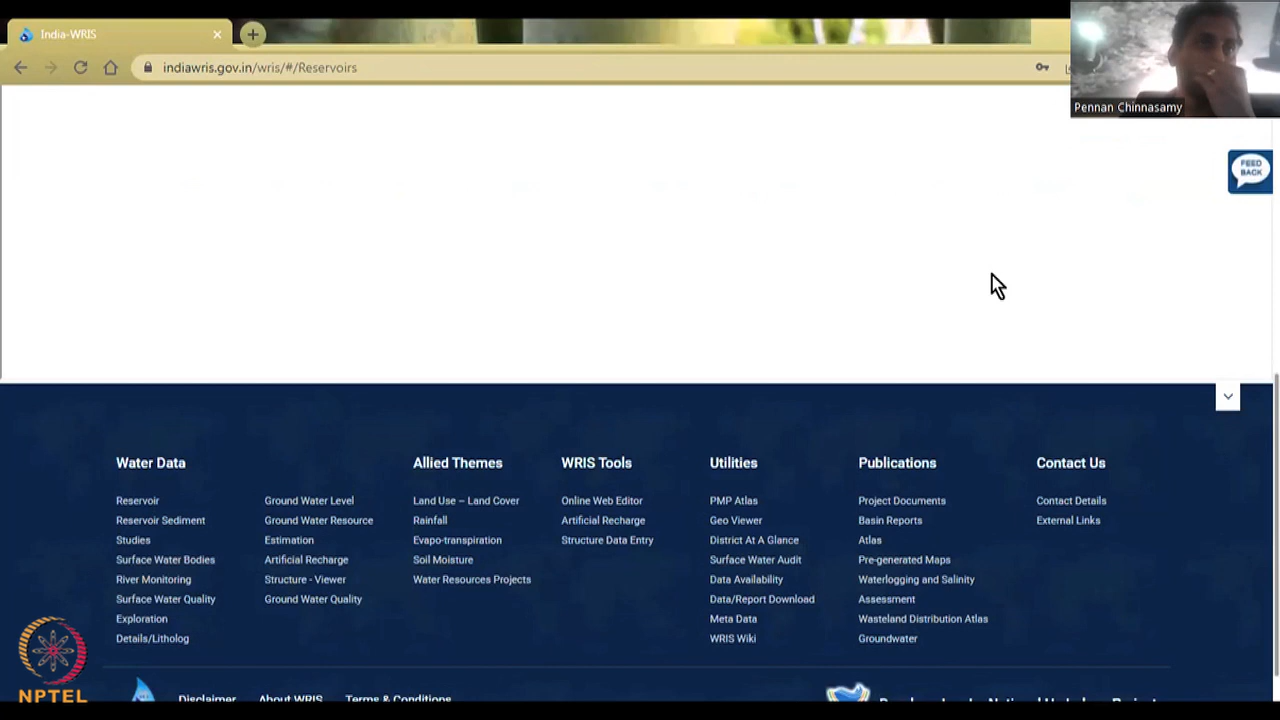 India-WRIS
indiawris.gov.in/wris/#/Reservoirs
Pennan Chinnasamy
FEED
BACK
Water Data
Reservoir
Reservoir Sediment
Studies
Surface Water Bodies
River Monitoring
Surface Water Quality
Exploration
Details/Litholog
Ground Water Level
Ground Water Resource
Estimation
Artificial Recharge
Structure - Viewer
Ground Water Quality
Allied Themes
Land Use – Land Cover
Rainfall
Evapo-transpiration
Soil Moisture
Water Resources Projects
WRIS Tools
Online Web Editor
Artificial Recharge
Structure Data Entry
Utilities
PMP Atlas
Geo Viewer
District At A Glance
Surface Water Audit
Data Availability
Data/Report Download
Meta Data
WRIS Wiki
Publications
Project Documents
Basin Reports
Atlas
Pre-generated Maps
Waterlogging and Salinity
Assessment
Wasteland Distribution Atlas
Groundwater
Contact Us
Contact Details
External Links
Disclaimer
About WRIS
Terms & Conditions
NPTEL